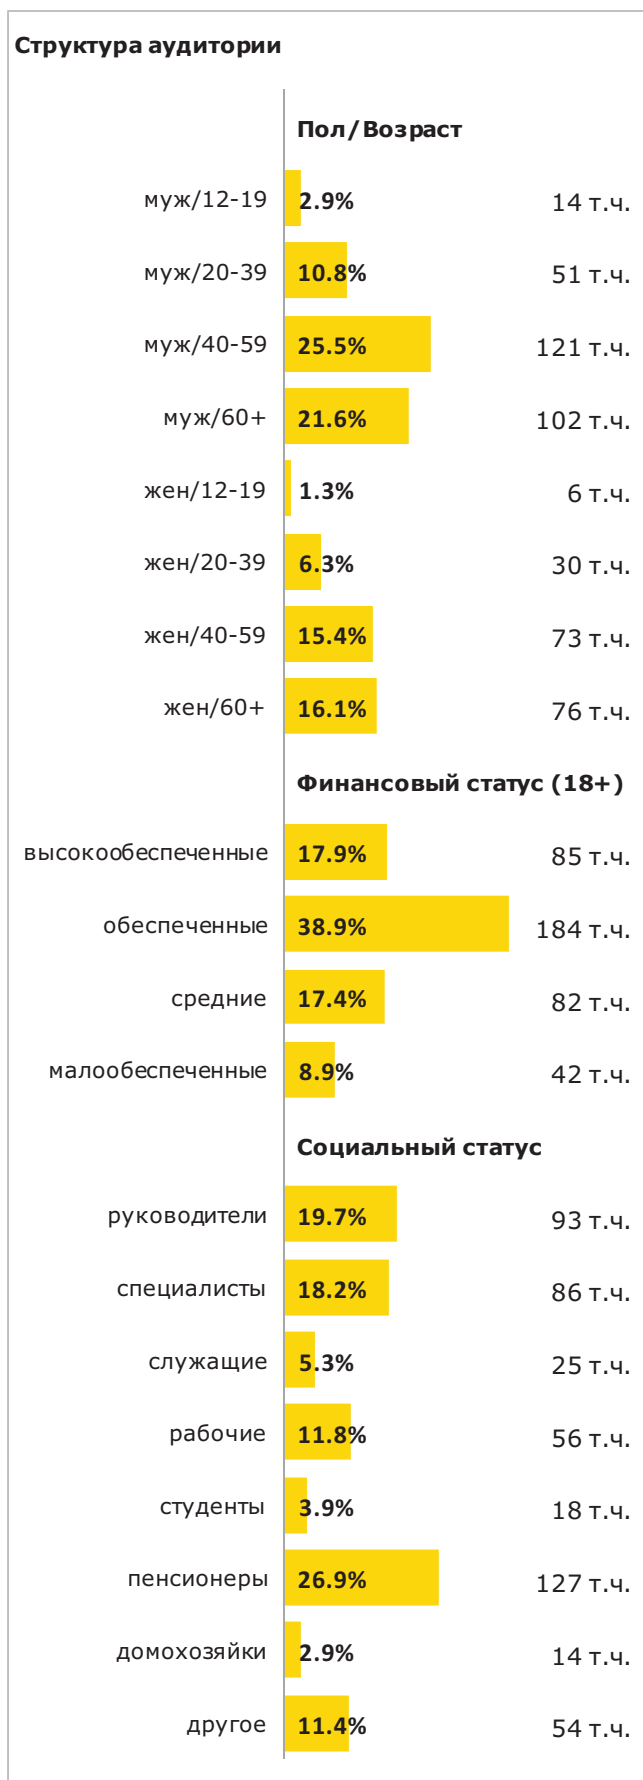 Структура аудитории
Пол/Возраст
муж/12-19 2.9% 14 т.ч.
муж/20-39 10.8% 51 т.ч.
муж/40-59 25.5% 121 т.ч.
муж/60+ 21.6% 102 т.ч.
жен/12-19 1.3% 6 т.ч.
жен/20-39 6.3% 30 т.ч.
жен/40-59 15.4% 73 т.ч.
жен/60+ 16.1% 76 т.ч.
Финансовый статус (18+)
высокообеспеченные 17.9% 85 т.ч.
обеспеченные 38.9% 184 т.ч.
средние 17.4% 82 т.ч.
малообеспеченные 8.9% 42 т.ч.
Социальный статус
руководители 19.7% 93 т.ч.
специалисты 18.2% 86 т.ч.
служащие 5.3% 25 т.ч.
рабочие 11.8% 56 т.ч.
студенты 3.9% 18 т.ч.
пенсионеры 26.9% 127 т.ч.
домохозяйки 2.9% 14 т.ч.
другое 11.4% 54 т.ч.